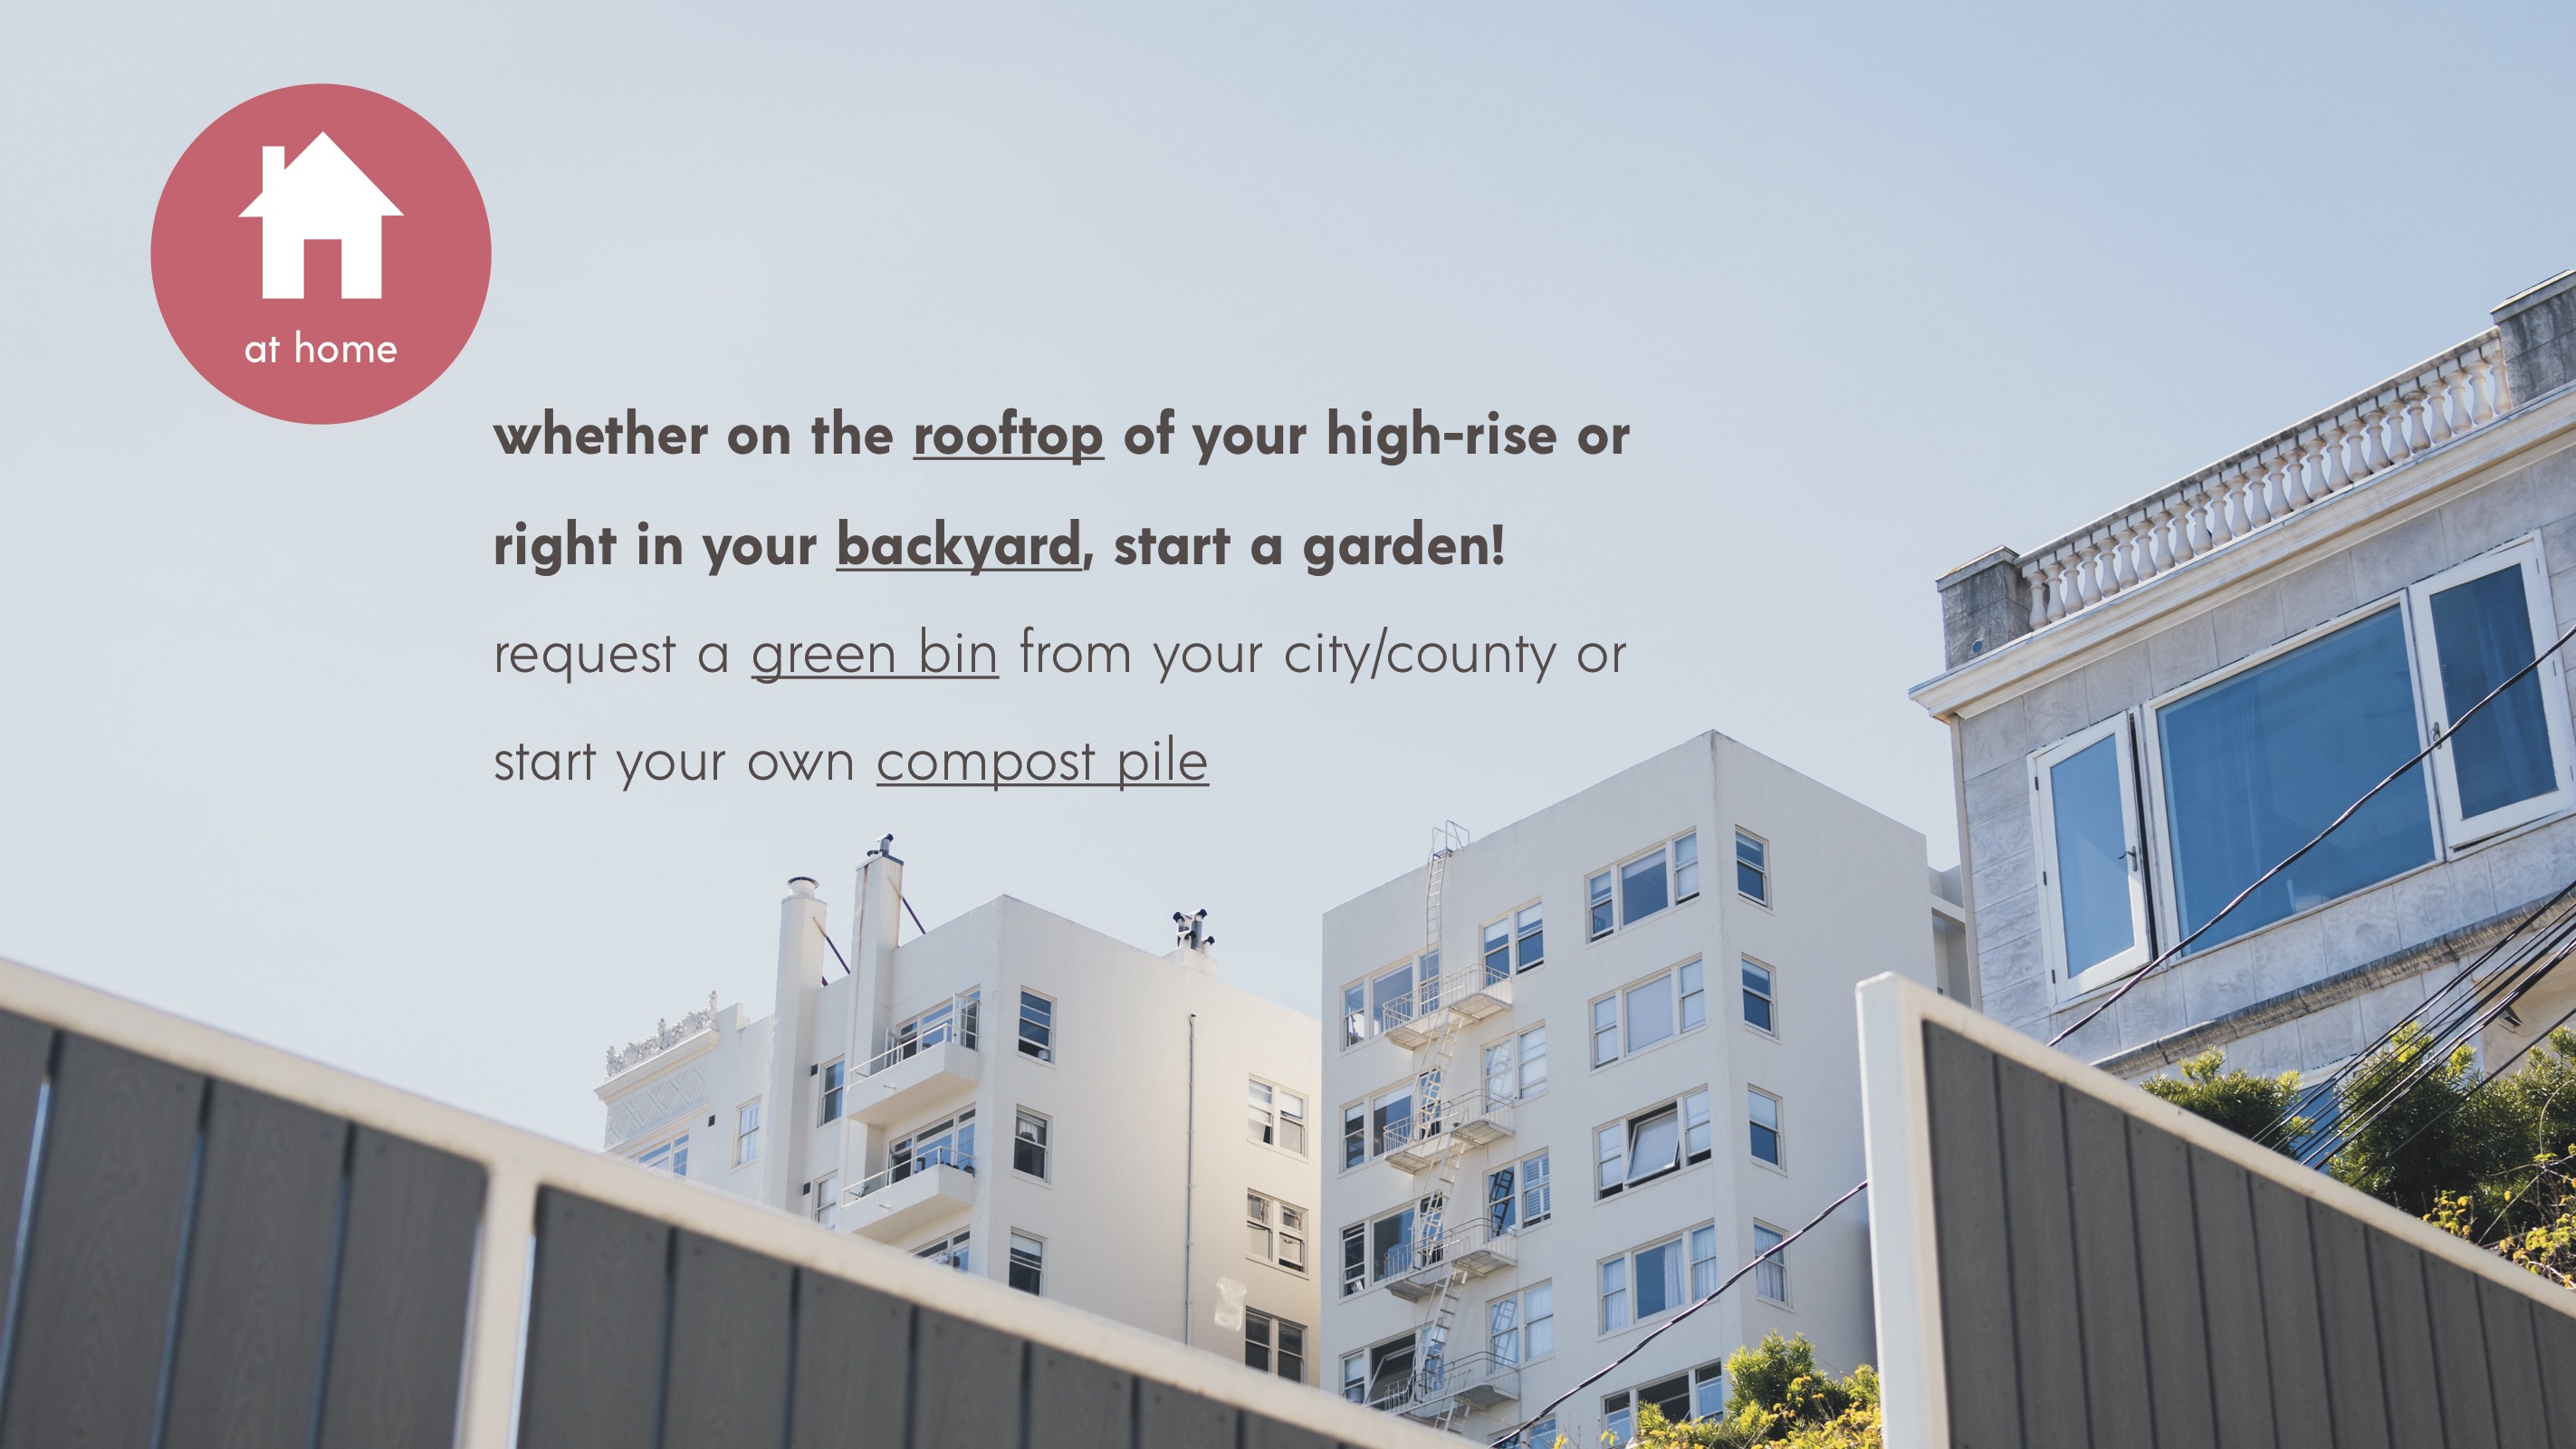 at home
whether on the rooftop of your high-rise or
right in your backyard, start a garden!
request a green bin from your city/county or
start your own compost pile